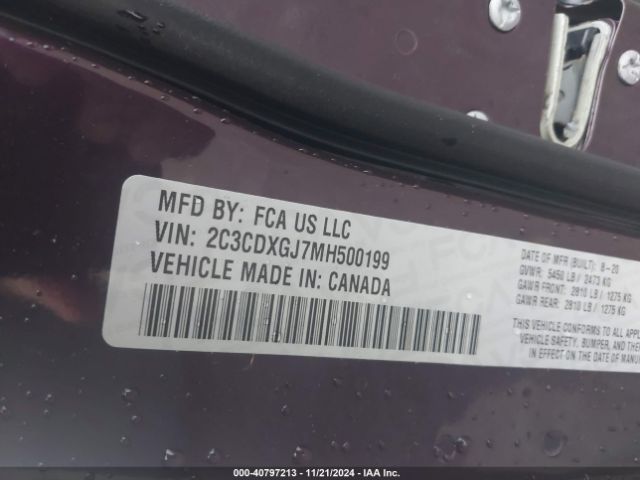 MFD BY: FCA US LLC
VIN: 2C3CDXGJ7MH500199
VEHICLE MADE IN: CANADA
DATE OF MFR (BUILT): 8-20
GVWR: 5450 LB / 2473 KG
GAWR FRONT: 2810 LB / 1275 KG
GAWR REAR: 2810 LB / 1275 KG
THIS VEHICLE CONFORMS TO ALL APPL
VEHICLE SAFETY, BUMPER, AND THE
IN EFFECT ON THE DATE OF MANU
000-40797213 - 11/21/2024 - IAA Inc.